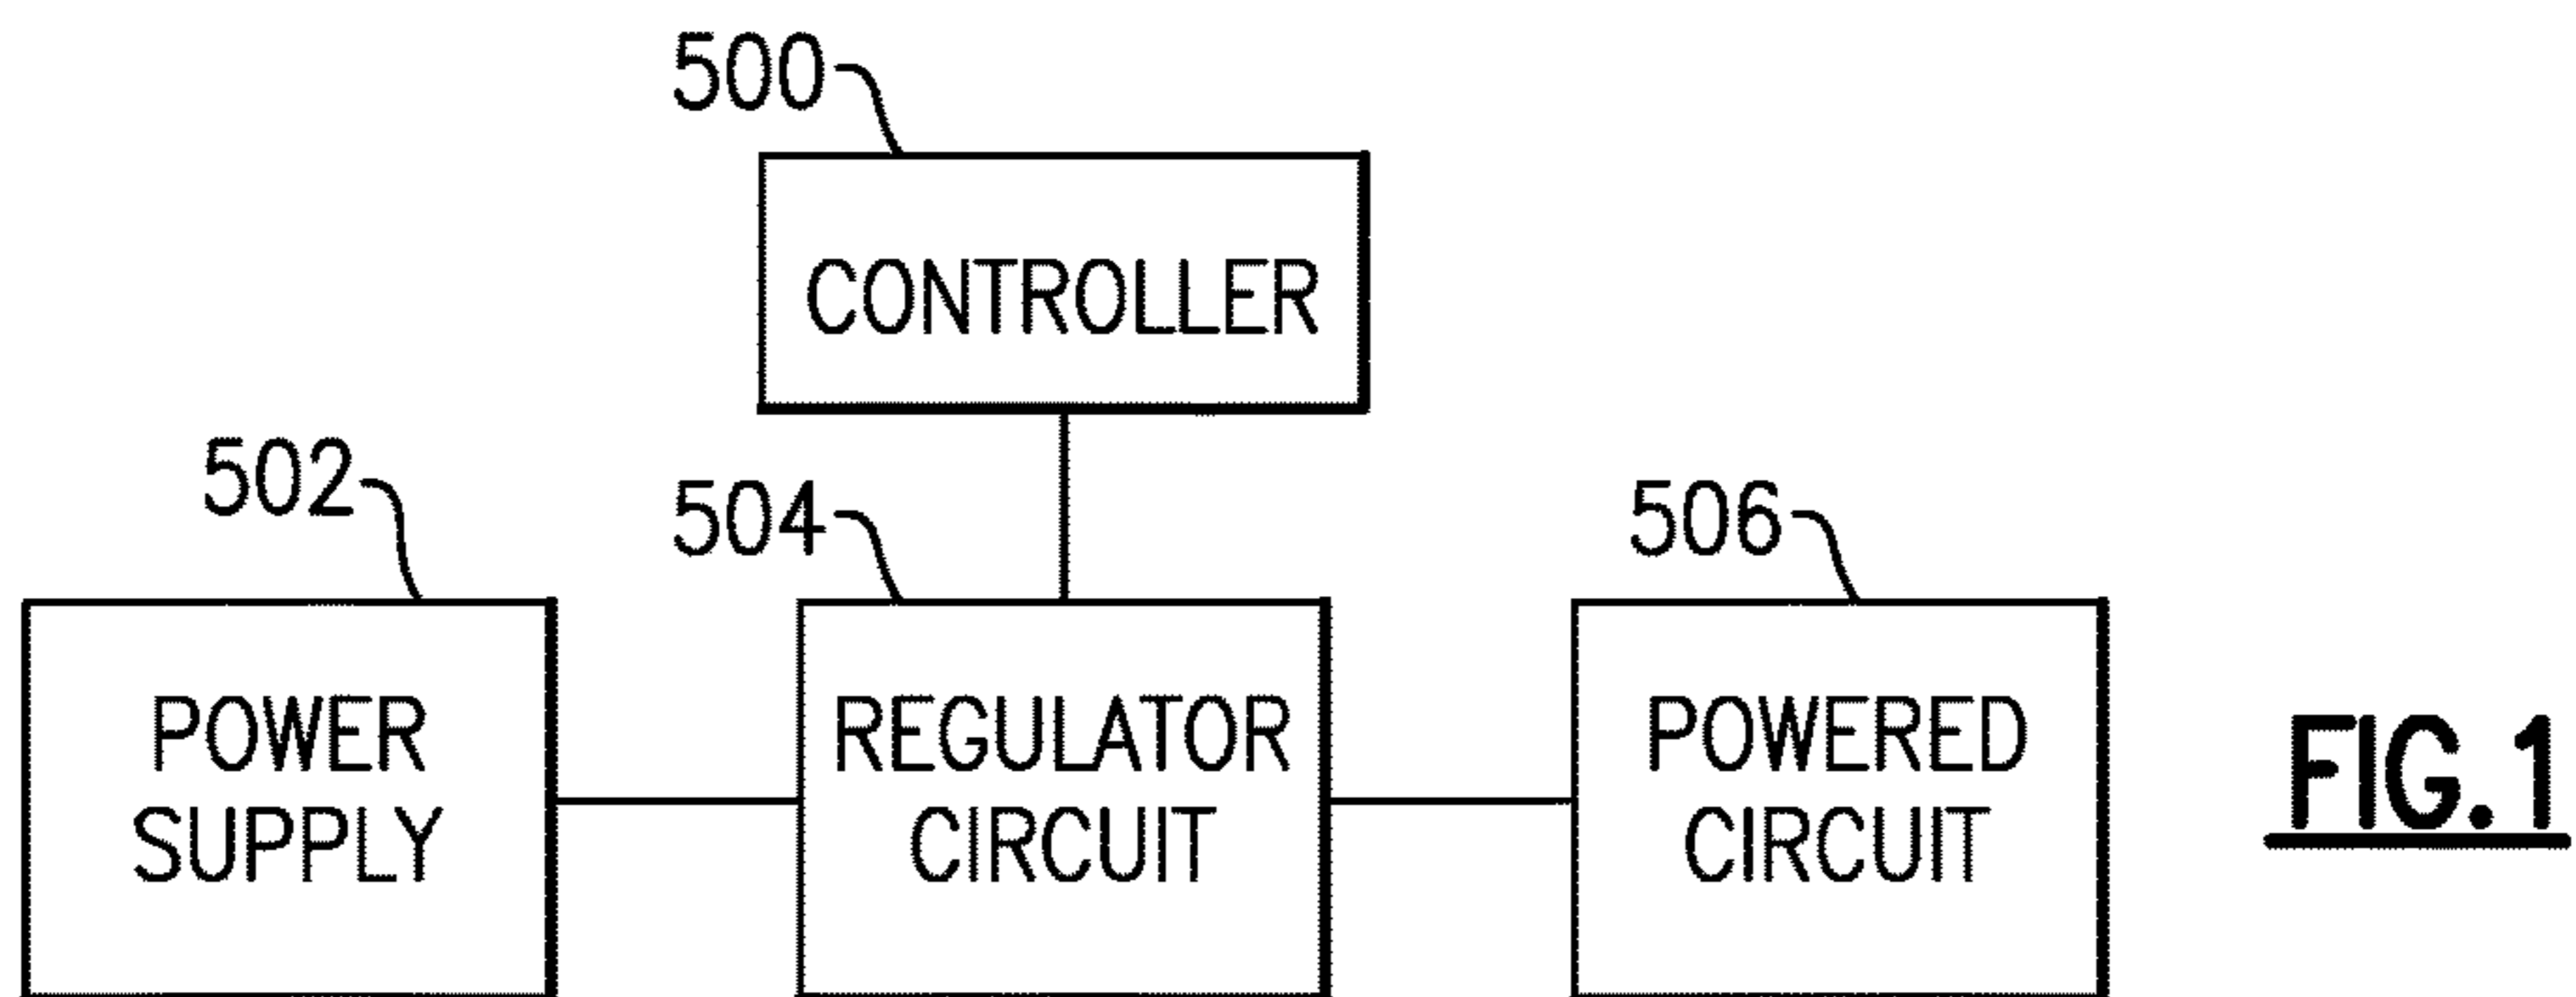 500
CONTROLLER
502
504
506
POWER
SUPPLY
REGULATOR
CIRCUIT
POWERED
CIRCUIT
FIG.1